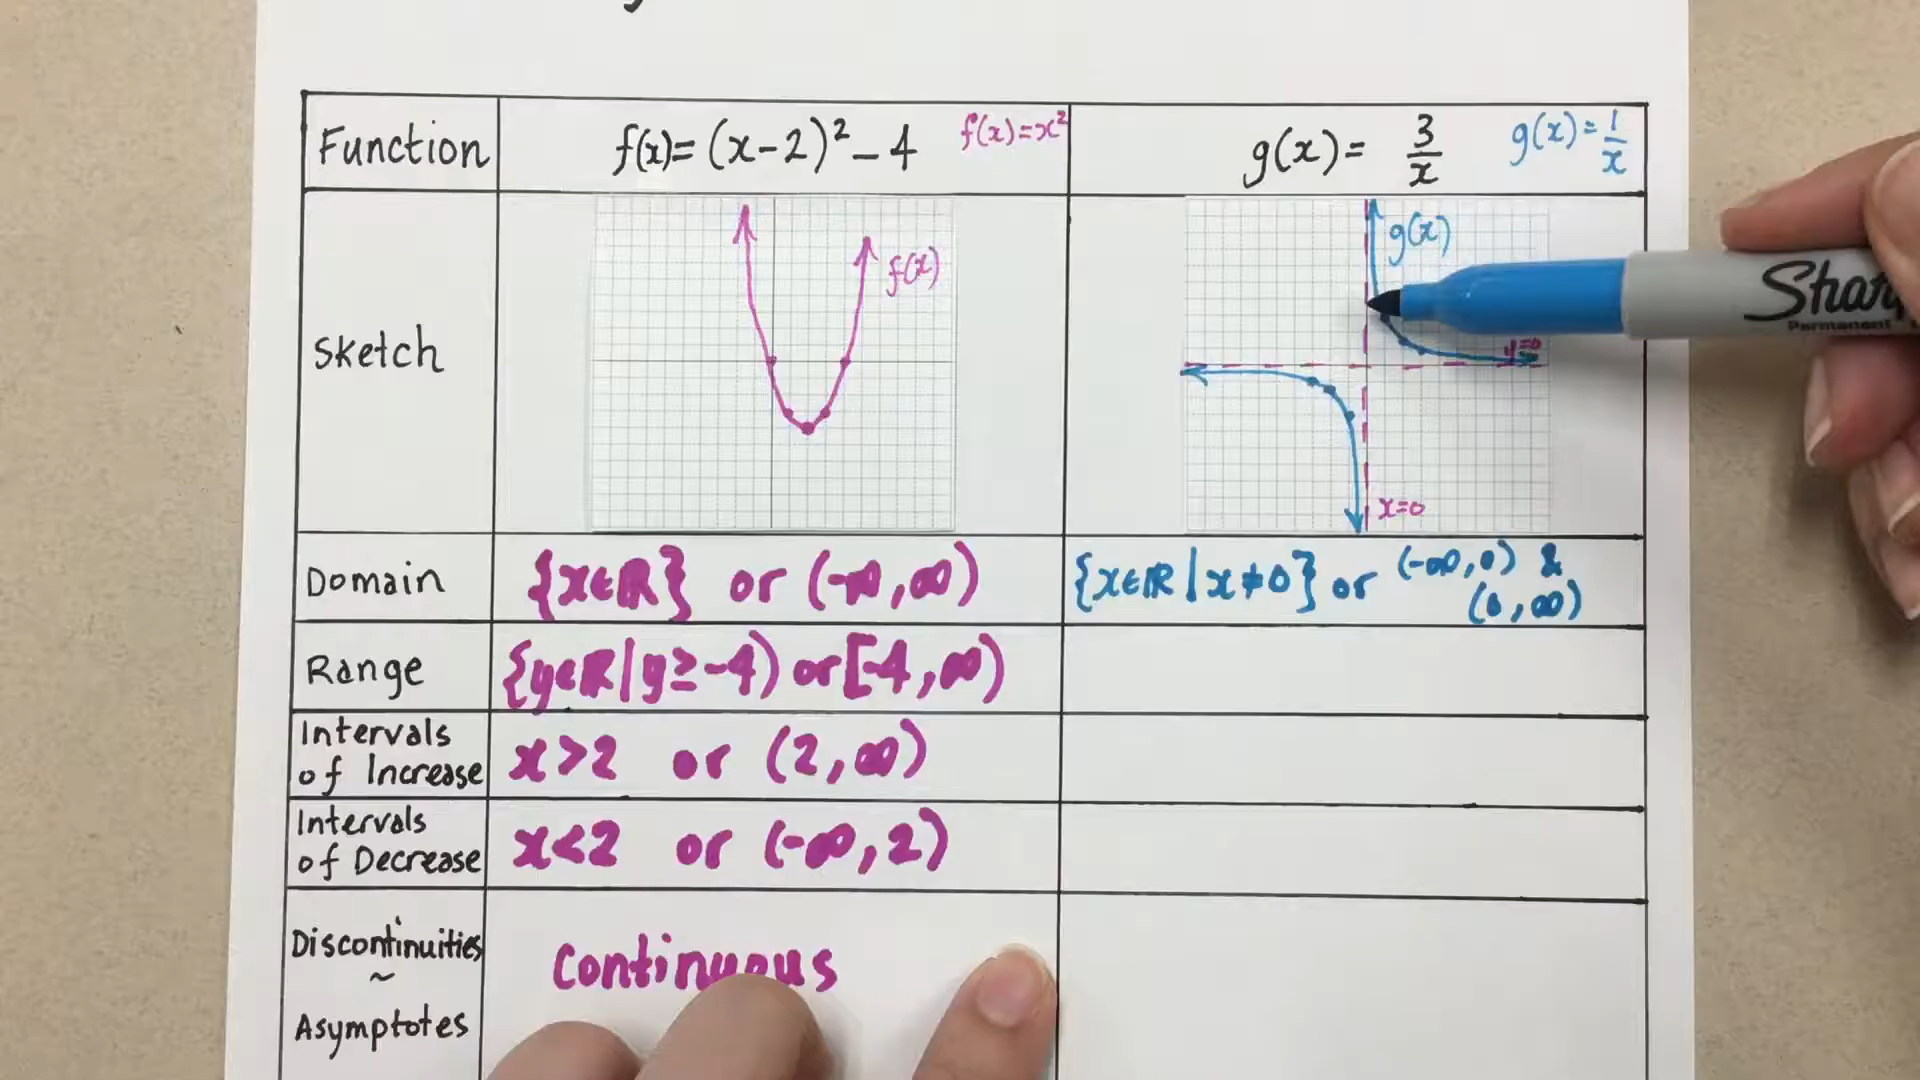 Function
f(x)= (x-2)² - 4
f(x)=x²
g(x)= 3/x
g(x)=1/x
Sketch
f(x)
g(x)
y=0
x=0
Domain
{x∈ℝ} or (-∞,∞)
{x∈ℝ | x≠0} or (-∞,0) &
(0,∞)
Range
{y∈ℝ | y≥-4) or [-4,∞)
Intervals
of Increase
x>2 or (2,∞)
Intervals
of Decrease
x<2 or (-∞,2)
Discontinuities
~
Asymptotes
Continuous
Permanent